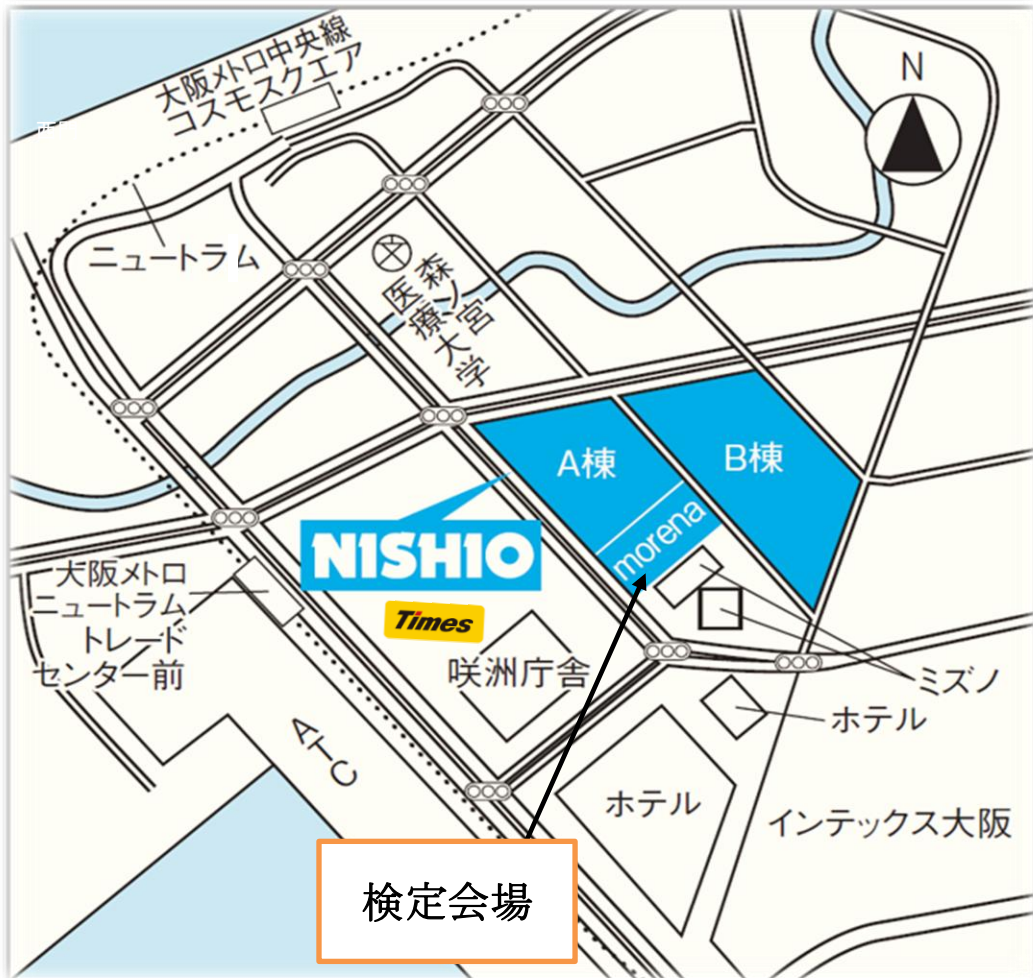 大阪メトロ中央線
コスモスクエア
N
ニュートラム
森ノ宮
医療大学
A棟
B棟
morena
NISHIO
Times
大阪メトロ
ニュートラム
トレード
センター前
咲洲庁舎
ミズノ
ホテル
ATC
ホテル
インテックス大阪
検定会場